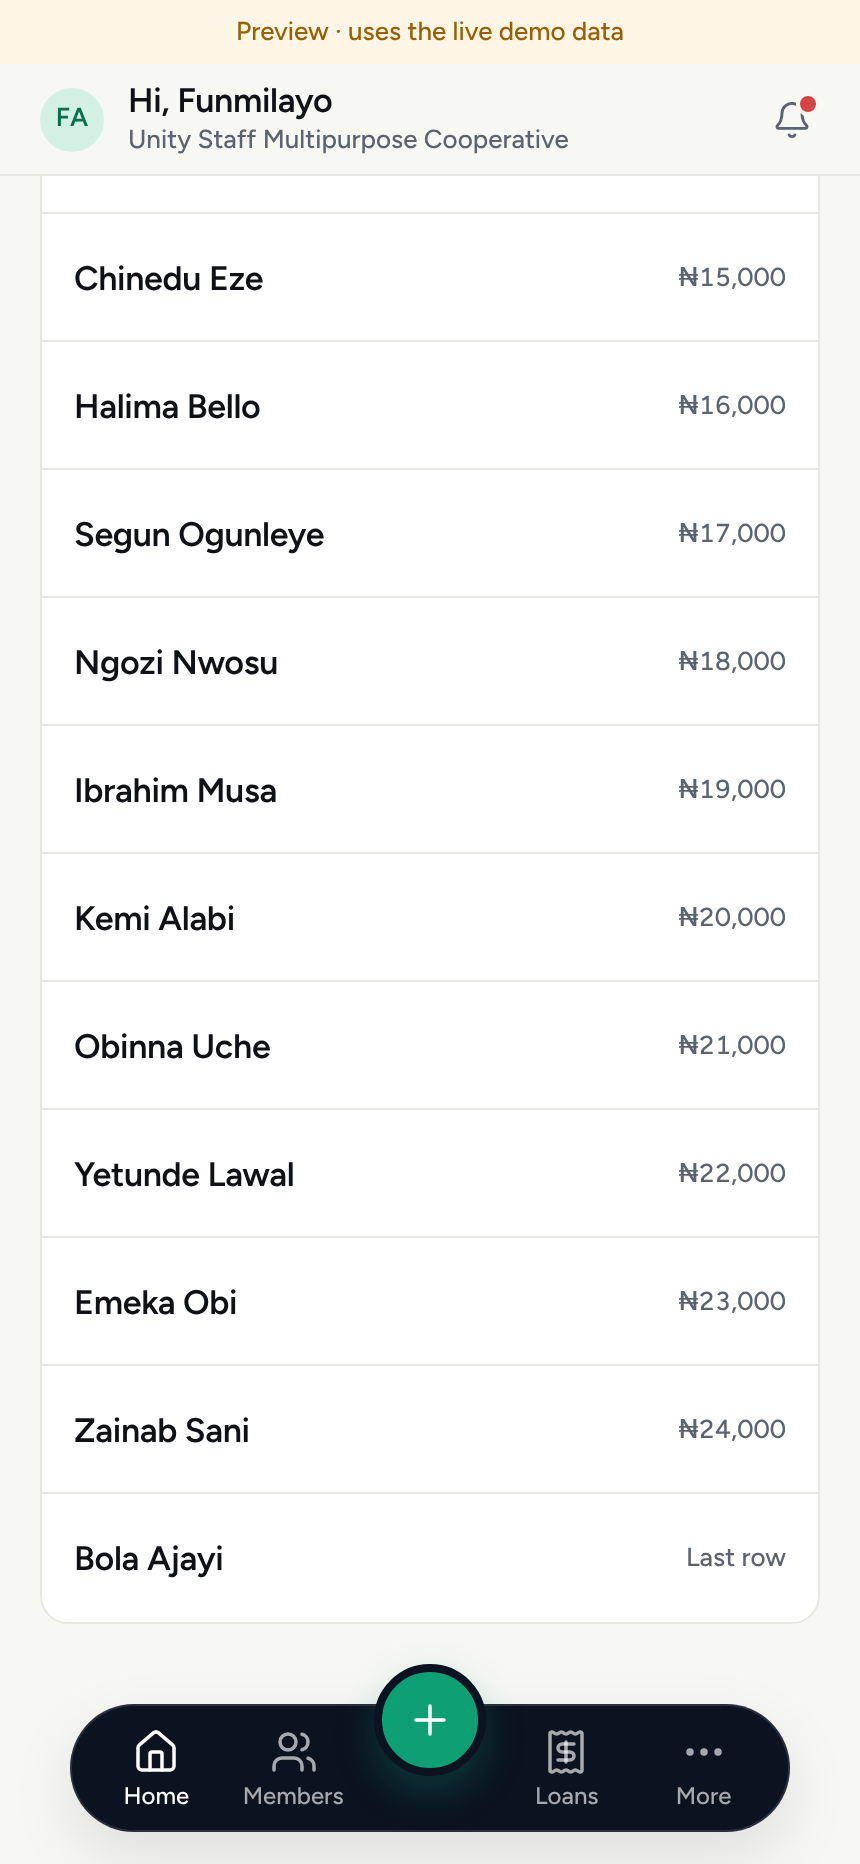 Preview · uses the live demo data
FA
Hi, Funmilayo
Unity Staff Multipurpose Cooperative
Chinedu Eze ₦15,000
Halima Bello ₦16,000
Segun Ogunleye ₦17,000
Ngozi Nwosu ₦18,000
Ibrahim Musa ₦19,000
Kemi Alabi ₦20,000
Obinna Uche ₦21,000
Yetunde Lawal ₦22,000
Emeka Obi ₦23,000
Zainab Sani ₦24,000
Bola Ajayi Last row
Home Members Loans More